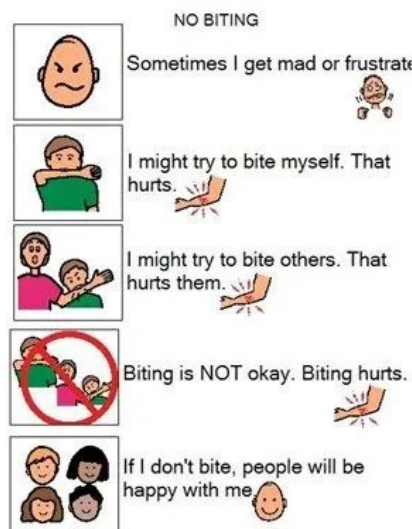 NO BITING
Sometimes I get mad or frustrate
I might try to bite myself. That
hurts.
I might try to bite others. That
hurts them.
Biting is NOT okay. Biting hurts.
If I don't bite, people will be
happy with me